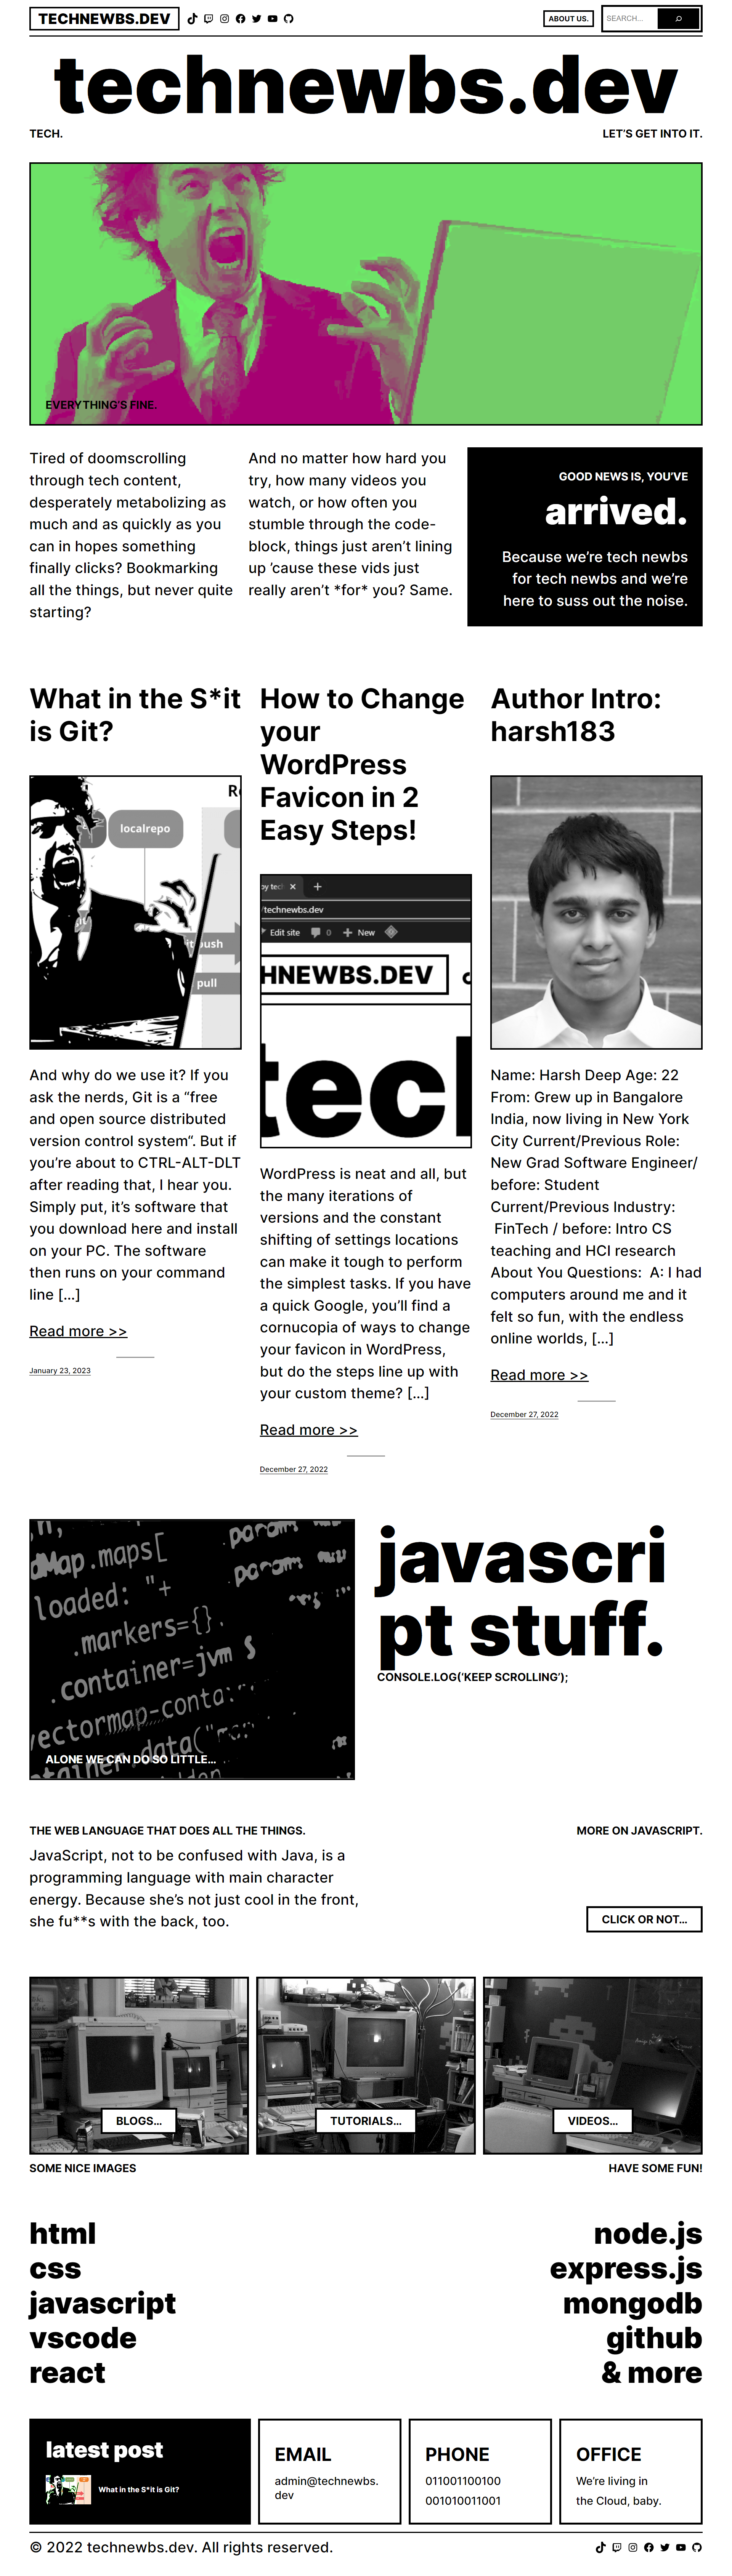 TECHNEWBS.DEV
ABOUT US.
SEARCH...
technewbs.dev
TECH.
LET'S GET INTO IT.
EVERYTHING'S FINE.
Tired of doomscrolling
through tech content,
desperately metabolizing as
much and as quickly as you
can in hopes something
finally clicks? Bookmarking
all the things, but never quite
starting?
And no matter how hard you
try, how many videos you
watch, or how often you
stumble through the code-
block, things just aren't lining
up 'cause these vids just
really aren't *for* you? Same.
GOOD NEWS IS, YOU'VE
arrived.
Because we're tech newbs
for tech newbs and we're
here to suss out the noise.
What in the S*it
is Git?
localrepo
push
pull
And why do we use it? If you
ask the nerds, Git is a “free
and open source distributed
version control system“. But if
you're about to CTRL-ALT-DLT
after reading that, I hear you.
Simply put, it's software that
you download here and install
on your PC. The software
then runs on your command
line […]
Read more >>
January 23, 2023
How to Change
your
WordPress
Favicon in 2
Easy Steps!
by tec
/technewbs.dev
Edit site 0 + New
HNEWBS.DEV
tecl
WordPress is neat and all, but
the many iterations of
versions and the constant
shifting of settings locations
can make it tough to perform
the simplest tasks. If you have
a quick Google, you'll find a
cornucopia of ways to change
your favicon in WordPress,
but do the steps line up with
your custom theme? […]
Read more >>
December 27, 2022
Author Intro:
harsh183
Name: Harsh Deep Age: 22
From: Grew up in Bangalore
India, now living in New York
City Current/Previous Role:
New Grad Software Engineer/
before: Student
Current/Previous Industry:
FinTech / before: Intro CS
teaching and HCI research
About You Questions: A: I had
computers around me and it
felt so fun, with the endless
online worlds, […]
Read more >>
December 27, 2022
Map.maps[
loaded: "+
.markers={}.
.container=jvm
ectormap-conta
tainer.data("
.param
param
ALONE WE CAN DO SO LITTLE...
javascri
pt stuff.
CONSOLE.LOG('KEEP SCROLLING');
THE WEB LANGUAGE THAT DOES ALL THE THINGS.
JavaScript, not to be confused with Java, is a
programming language with main character
energy. Because she's not just cool in the front,
she fu**s with the back, too.
MORE ON JAVASCRIPT.
CLICK OR NOT...
BLOGS...
TUTORIALS...
VIDEOS...
SOME NICE IMAGES
HAVE SOME FUN!
html
css
javascript
vscode
react
node.js
express.js
mongodb
github
& more
latest post
What in the S*it is Git?
EMAIL
admin@technewbs.
dev
PHONE
011001100100
001010011001
OFFICE
We're living in
the Cloud, baby.
© 2022 technewbs.dev. All rights reserved.